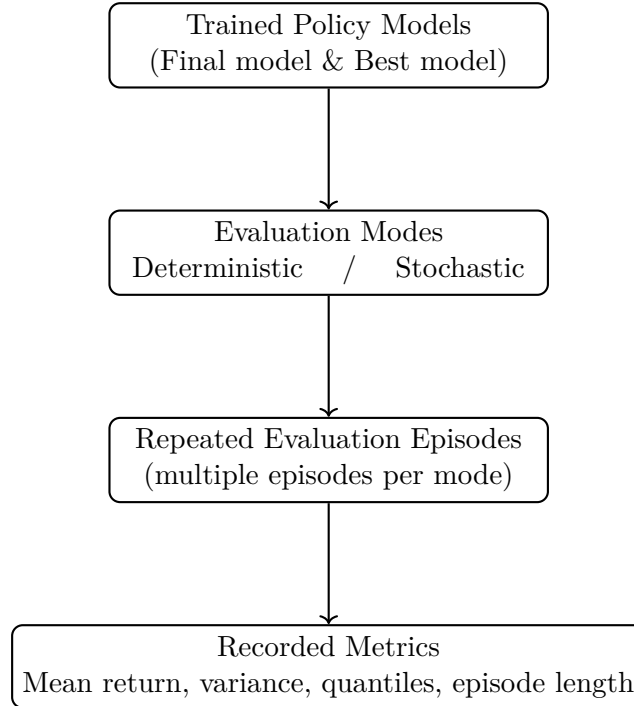 Trained Policy Models
(Final model & Best model)
Evaluation Modes
Deterministic / Stochastic
Repeated Evaluation Episodes
(multiple episodes per mode)
Recorded Metrics
Mean return, variance, quantiles, episode length